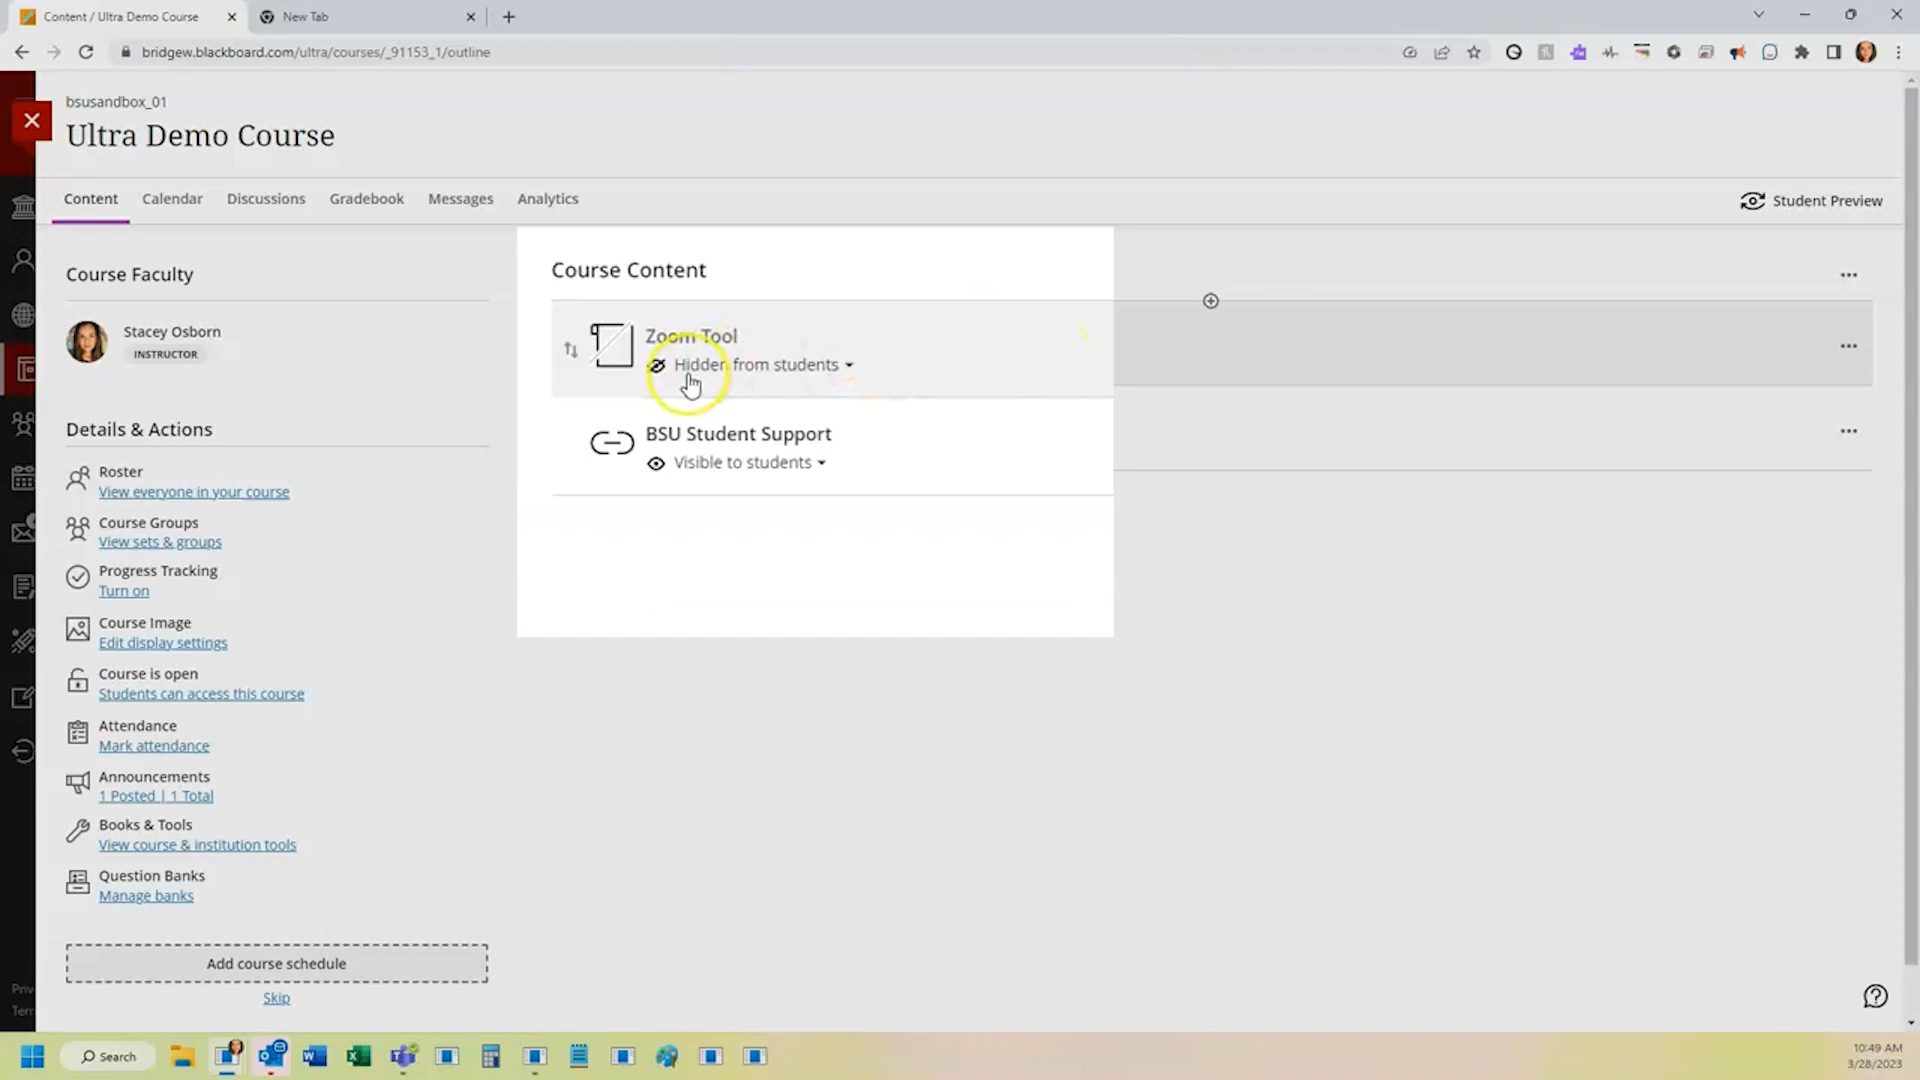 Content / Ultra Demo Course
New Tab
bridgew.blackboard.com/ultra/courses/_91153_1/outline
bsusandbox_01
Ultra Demo Course
Content
Calendar
Discussions
Gradebook
Messages
Analytics
Student Preview
Course Faculty
Stacey Osborn
INSTRUCTOR
Details & Actions
Roster
View everyone in your course
Course Groups
View sets & groups
Progress Tracking
Turn on
Course Image
Edit display settings
Course is open
Students can access this course
Attendance
Mark attendance
Announcements
1 Posted | 1 Total
Books & Tools
View course & institution tools
Question Banks
Manage banks
Add course schedule
Skip
Course Content
Zoom Tool
Hidden from students
BSU Student Support
Visible to students
Priv
Terr
Search
10:49 AM
3/28/2023